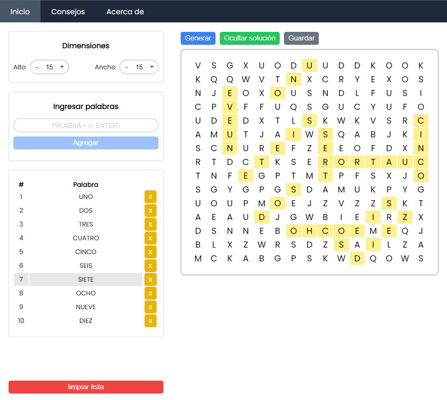 Inicio Consejos Acerca de
Dimensiones
Alto - 15 + Ancho - 15 +
Ingresar palabras
PALABRA + (⏎ ENTER)
Agregar
# Palabra
1 UNO x
2 DOS x
3 TRES x
4 CUATRO x
5 CINCO x
6 SEIS x
7 SIETE x
8 OCHO x
9 NUEVE x
10 DIEZ x
limpiar lista
Generar Ocultar solución Guardar
V S G X U O D U U D D K O O K
K Q Q W V T N X C R Y E X O S
N J E O X O U S N D L F U S I
C P V F F U Q S G U C Y U F O
U D E D X T L S K W K V S R C
A M U T J A I W S Q A B J K I
S C N U R E F Z E E O F D X N
R T D C T K S E R O R T A U C
T N F E G P T M T P F S X J O
S G Y G P G S D A M U K P Y G
U O U P M O E J Z V Z Z S K T
A E A U D J G W B I E I R Z X
D S N N E B O H C O E M E Q J
B L X Z W R S D Z S A I L Z A
M C K A B G P S K W D Q O W S